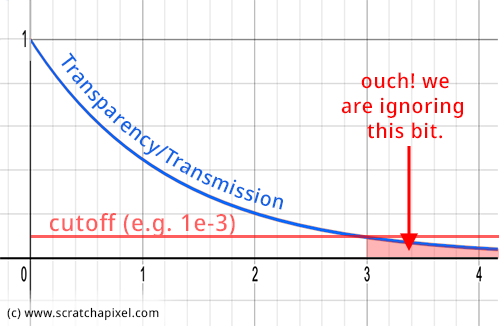 1
Transparency/Transmission
ouch! we
are ignoring
this bit.
cutoff (e.g. 1e-3)
0 1 2 3 4
(c) www.scratchapixel.com